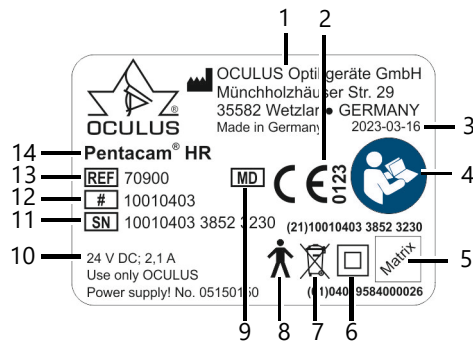 1
2
OCULUS Optikgeräte GmbH
Münchholzhäuser Str. 29
35582 Wetzlar • GERMANY
Made in Germany
2023-03-16
3
®
OCULUS
14
Pentacam® HR
13
REF 70900
MD
CE
0123
4
12
# 10010403
11
SN 10010403 3852 3230
(21)10010403 3852 3230
10
24 V DC; 2,1 A
Use only OCULUS
Power supply! No. 05150150
Matrix
5
(01)04049584000026
9
8
7
6